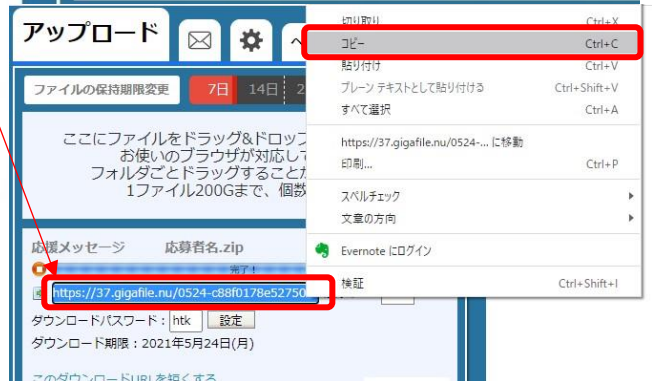 アップロード
切り取り Ctrl+X
コピー Ctrl+C
貼り付け Ctrl+V
プレーン テキストとして貼り付ける Ctrl+Shift+V
すべて選択 Ctrl+A
https://37.gigafile.nu/0524-... に移動
印刷... Ctrl+P
スペルチェック
文章の方向
Evernote にログイン
検証 Ctrl+Shift+I
ファイルの保持期限変更 7日 14日 2
ここにファイルをドラッグ&ドロップ
お使いのブラウザが対応して
フォルダごとドラッグすることが
1ファイル200Gまで、個数
応援メッセージ 応募者名.zip
完了!
https://37.gigafile.nu/0524-c88f0178e52750
ダウンロードパスワード: htk 設定
ダウンロード期限:2021年5月24日(月)
このダウンロードURLを短くする